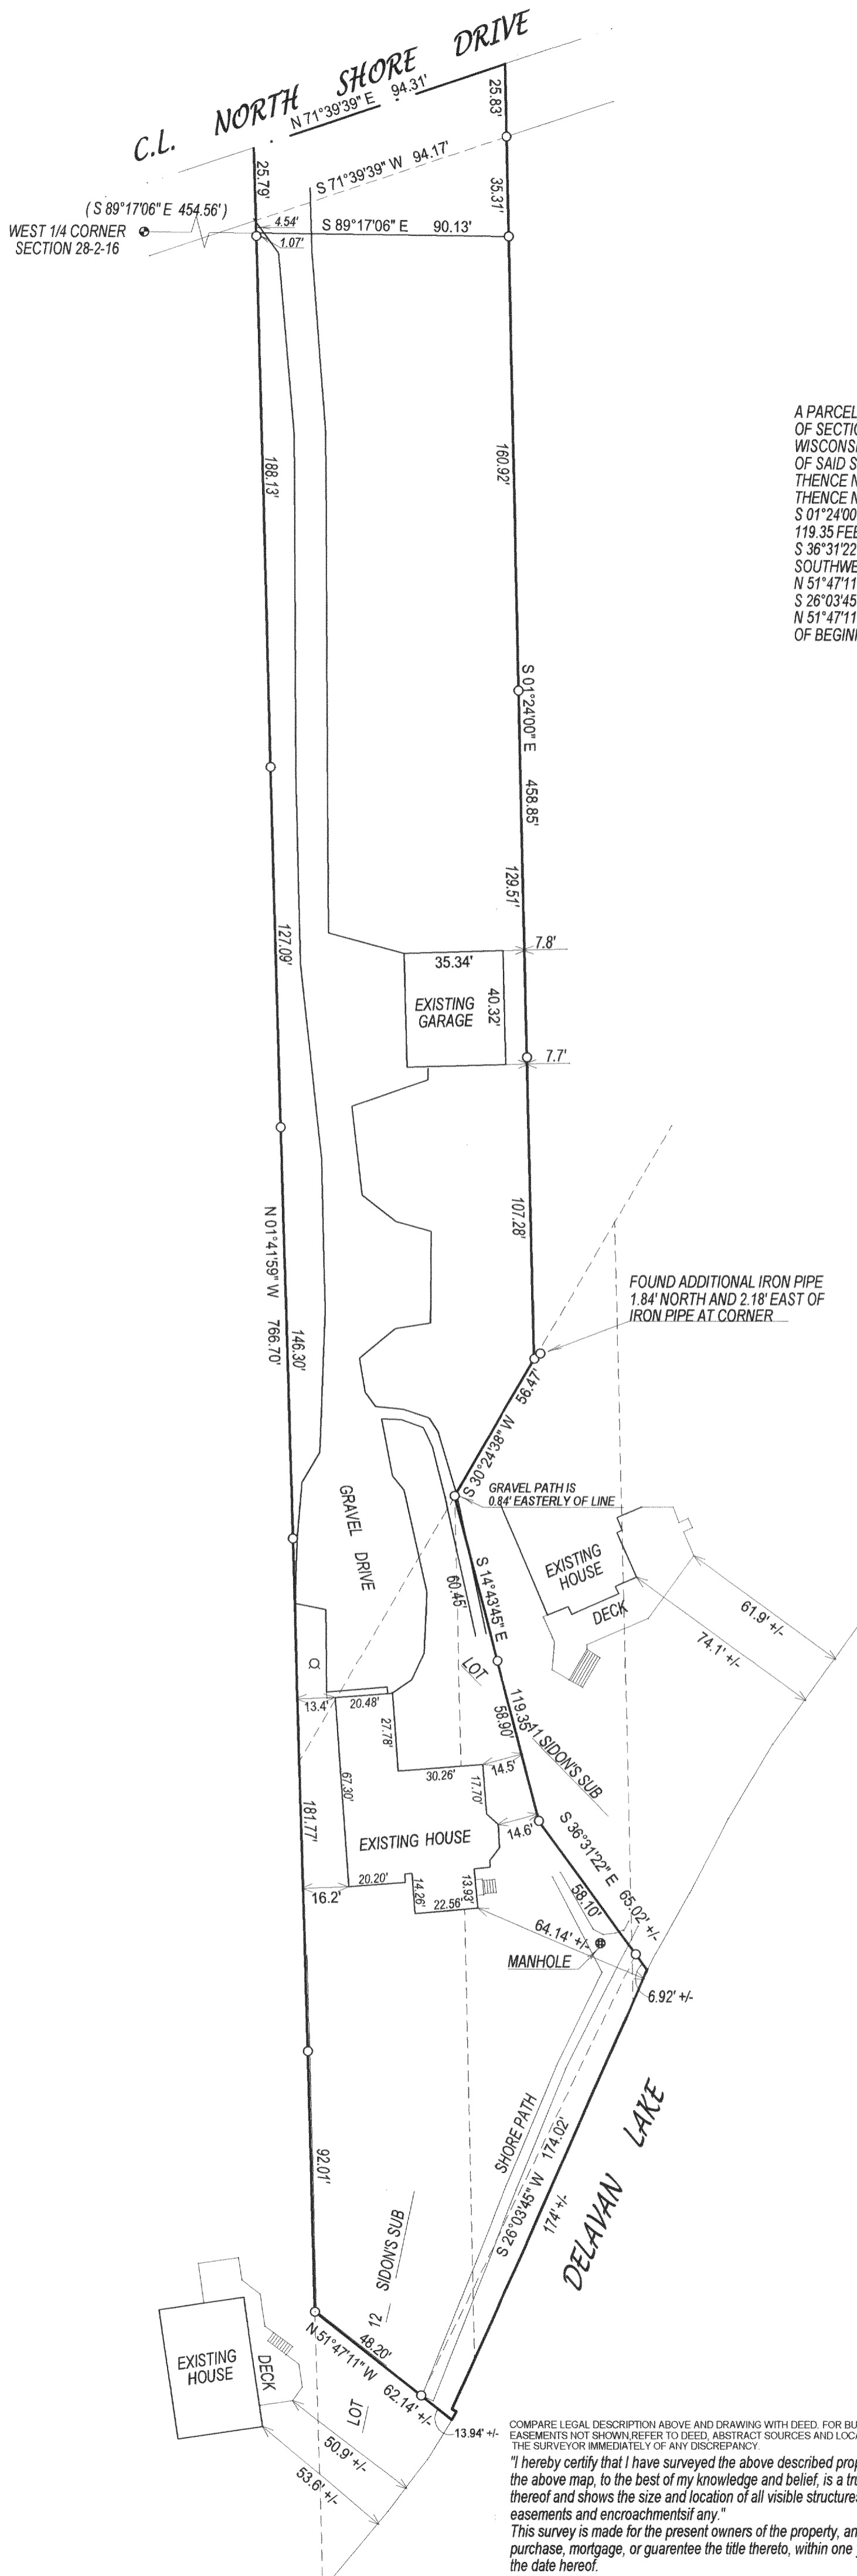 C.L. NORTH SHORE DRIVE
N 71°39'39" E 94.31'
25.83'
25.79'
S 71°39'39" W 94.17'
35.31'
( S 89°17'06" E 454.56')
WEST 1/4 CORNER
SECTION 28-2-16
4.54'
S 89°17'06" E 90.13'
1.07'
A PARCEL
OF SECTIO
WISCONSI
OF SAID S
THENCE N
THENCE N
S 01°24'00
119.35 FEE
S 36°31'22
SOUTHWE
N 51°47'11
S 26°03'45
N 51°47'11
OF BEGINN
188.13'
160.92'
S 01°24'00" E 458.85'
129.51'
127.09'
7.8'
35.34'
40.32'
EXISTING
GARAGE
7.7'
107.28'
N 01°41'59" W 766.70'
146.30'
FOUND ADDITIONAL IRON PIPE
1.84' NORTH AND 2.18' EAST OF
IRON PIPE AT CORNER
S 30°24'38" W 56.47'
GRAVEL PATH IS
0.84' EASTERLY OF LINE
GRAVEL DRIVE
EXISTING
HOUSE
DECK
61.9' +/-
74.1' +/-
60.45'
S 14°43'45" E 119.35'
LOT 11 SIDON'S SUB
58.90'
13.4'
20.48'
27.78'
30.26'
14.5'
17.70'
67.30'
181.77'
EXISTING HOUSE
14.6'
S 36°31'22" E 65.02' +/-
58.10'
16.2'
20.20'
14.26'
22.56'
13.93'
64.14' +/-
MANHOLE
6.92' +/-
SHORE PATH
S 26°03'45" W 174.02'
174' +/-
DELAVAN LAKE
92.01'
LOT 12 SIDON'S SUB
N 51°47'11" W 62.14' +/-
48.20'
13.94' +/-
EXISTING
HOUSE
DECK
50.9' +/-
53.6' +/-
COMPARE LEGAL DESCRIPTION ABOVE AND DRAWING WITH DEED. FOR BU
EASEMENTS NOT SHOWN,REFER TO DEED, ABSTRACT SOURCES AND LOCA
THE SURVEYOR IMMEDIATELY OF ANY DISCREPANCY.
"I hereby certify that I have surveyed the above described prop
the above map, to the best of my knowledge and belief, is a tru
thereof and shows the size and location of all visible structures
easements and encroachmentsif any."
This survey is made for the present owners of the property, an
purchase, mortgage, or guarentee the title thereto, within one
the date hereof.